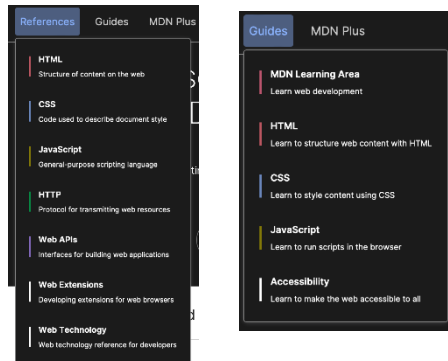 References Guides MDN Plus
HTML
Structure of content on the web
CSS
Code used to describe document style
JavaScript
General-purpose scripting language
HTTP
Protocol for transmitting web resources
Web APIs
Interfaces for building web applications
Web Extensions
Developing extensions for web browsers
Web Technology
Web technology reference for developers
Guides MDN Plus
MDN Learning Area
Learn web development
HTML
Learn to structure web content with HTML
CSS
Learn to style content using CSS
JavaScript
Learn to run scripts in the browser
Accessibility
Learn to make the web accessible to all